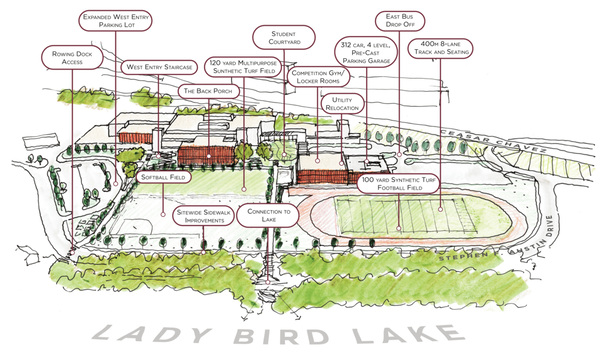 Expanded West Entry
Parking Lot
Student
Courtyard
East Bus
Drop Off
Rowing Dock
Access
West Entry Staircase
120 yard Multipurpose
Sunthetic Turf Field
312 car, 4 level,
Pre-Cast
Parking Garage
400m 8-lane
Track and Seating
Competition Gym/
Locker Rooms
The Back Porch
Utility
Relocation
CEASAR CHAVEZ
Softball Field
100 yard Synthetic Turf
Football Field
Sitewide Sidewalk
Improvements
Connection to
Lake
STEPHEN F. AUSTIN DRIVE
LADY BIRD LAKE